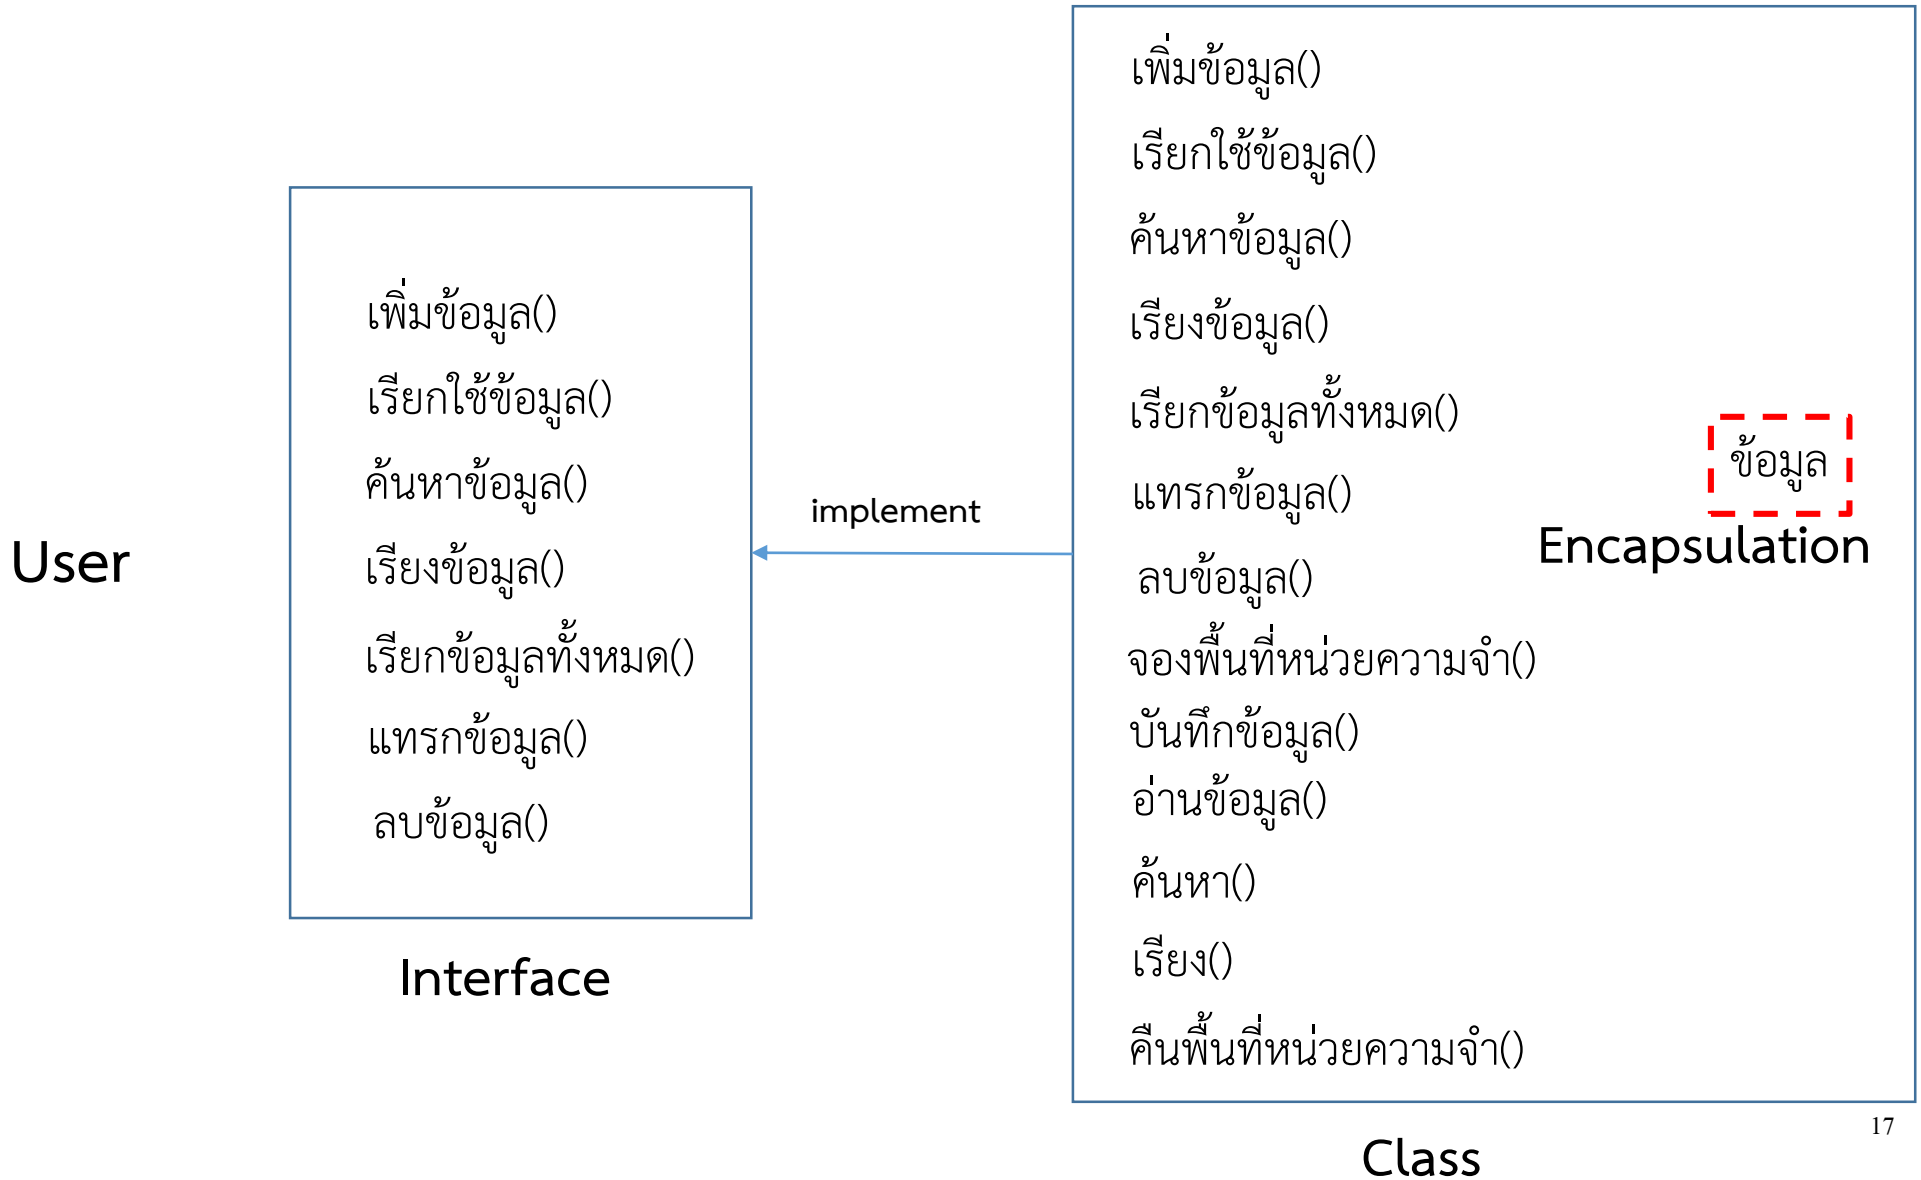 User
เพิ่มข้อมูล()
เรียกใช้ข้อมูล()
ค้นหาข้อมูล()
เรียงข้อมูล()
เรียกข้อมูลทั้งหมด()
แทรกข้อมูล()
ลบข้อมูล()
Interface
implement
เพิ่มข้อมูล()
เรียกใช้ข้อมูล()
ค้นหาข้อมูล()
เรียงข้อมูล()
เรียกข้อมูลทั้งหมด()
แทรกข้อมูล()
ลบข้อมูล()
จองพื้นที่หน่วยความจำ()
บันทึกข้อมูล()
อ่านข้อมูล()
ค้นหา()
เรียง()
คืนพื้นที่หน่วยความจำ()
ข้อมูล
Encapsulation
Class
17